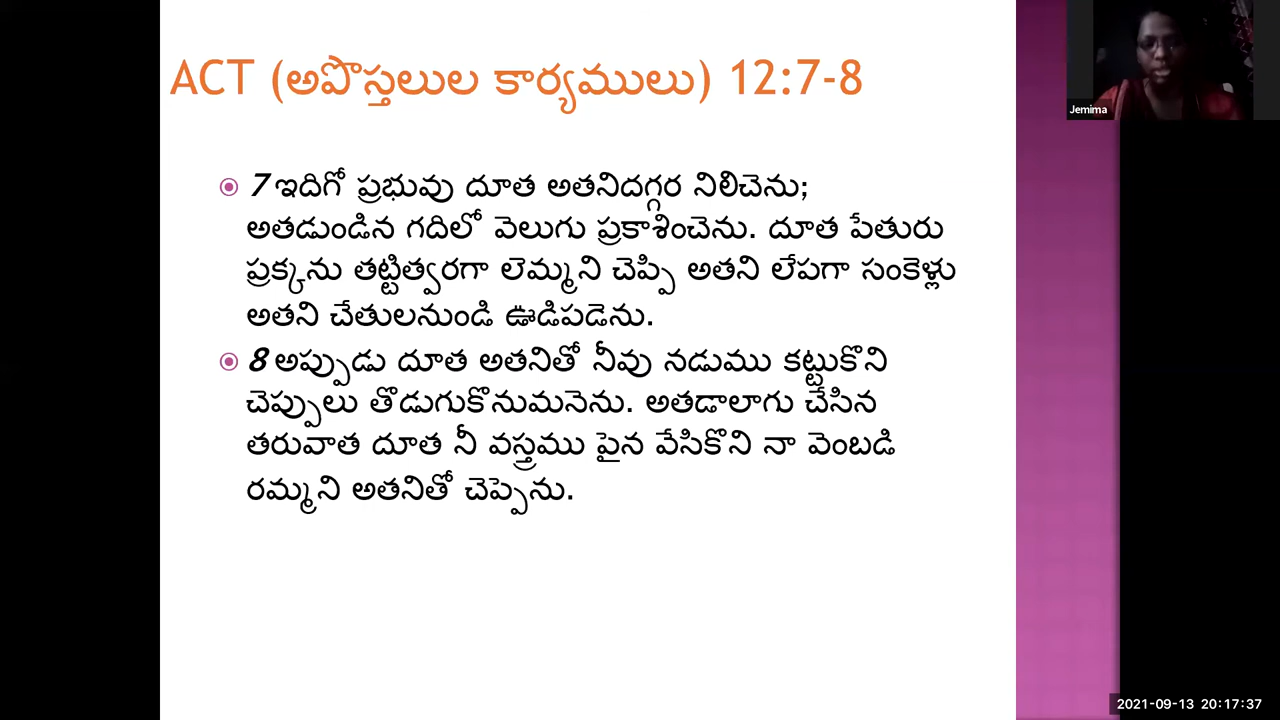 ACT (అపొస్తలుల కార్యములు) 12:7-8
Jemima
7 ఇదిగో ప్రభువు దూత అతనిదగ్గర నిలిచెను;
అతడుండిన గదిలో వెలుగు ప్రకాశించెను. దూత పేతురు
ప్రక్కను తట్టిత్వరగా లెమ్మని చెప్పి అతని లేపగా సంకెళ్లు
అతని చేతులనుండి ఊడిపడెను.
8 అప్పుడు దూత అతనితో నీవు నడుము కట్టుకొని
చెప్పులు తొడుగుకొనుమనెను. అతడాలాగు చేసిన
తరువాత దూత నీ వస్త్రము పైన వేసికొని నా వెంబడి
రమ్మని అతనితో చెప్పెను.
2021-09-13 20:17:37